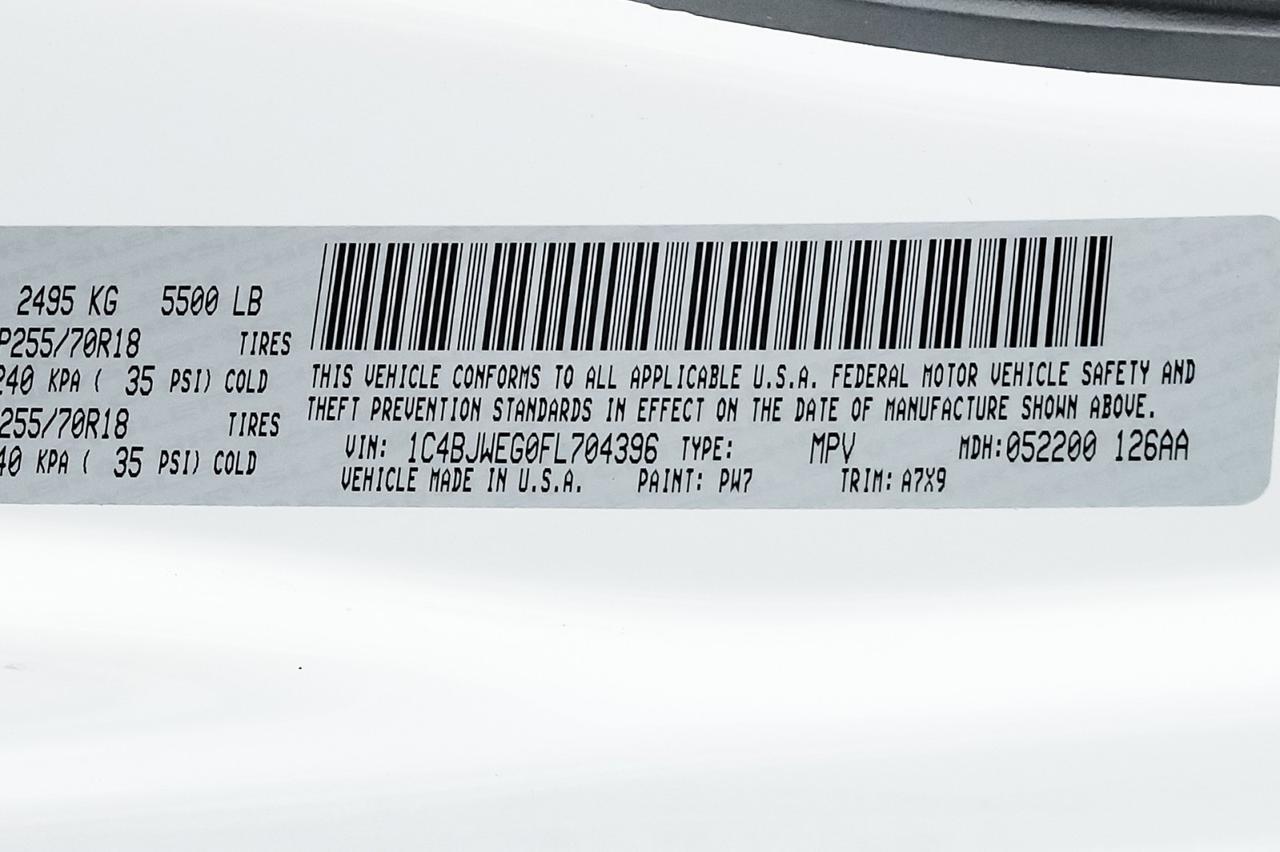 2495 KG 5500 LB
P255/70R18 TIRES
240 KPA ( 35 PSI) COLD
255/70R18 TIRES
40 KPA ( 35 PSI) COLD
THIS VEHICLE CONFORMS TO ALL APPLICABLE U.S.A. FEDERAL MOTOR VEHICLE SAFETY AND
THEFT PREVENTION STANDARDS IN EFFECT ON THE DATE OF MANUFACTURE SHOWN ABOVE.
VIN: 1C4BJWEG0FL704396 TYPE: MPV MDH:052200 126AA
VEHICLE MADE IN U.S.A. PAINT: PW7 TRIM: A7X9